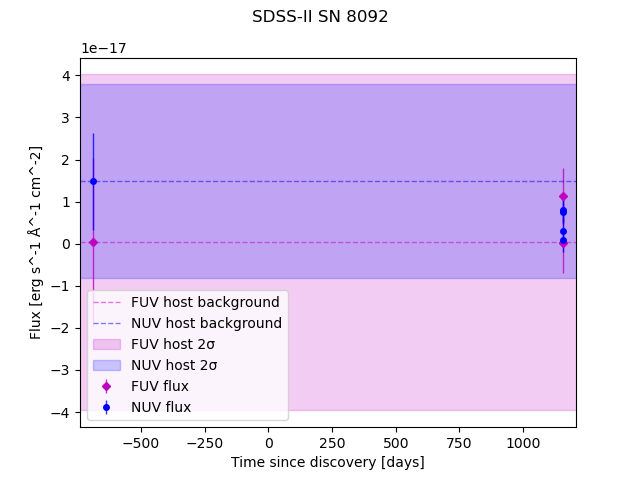 SDSS-II SN 8092
1e−17
4
3
2
1
0
−1
−2
−3
−4
Flux [erg s^-1 Å^-1 cm^-2]
FUV host background
NUV host background
FUV host 2σ
NUV host 2σ
FUV flux
NUV flux
−500 −250 0 250 500 750 1000
Time since discovery [days]